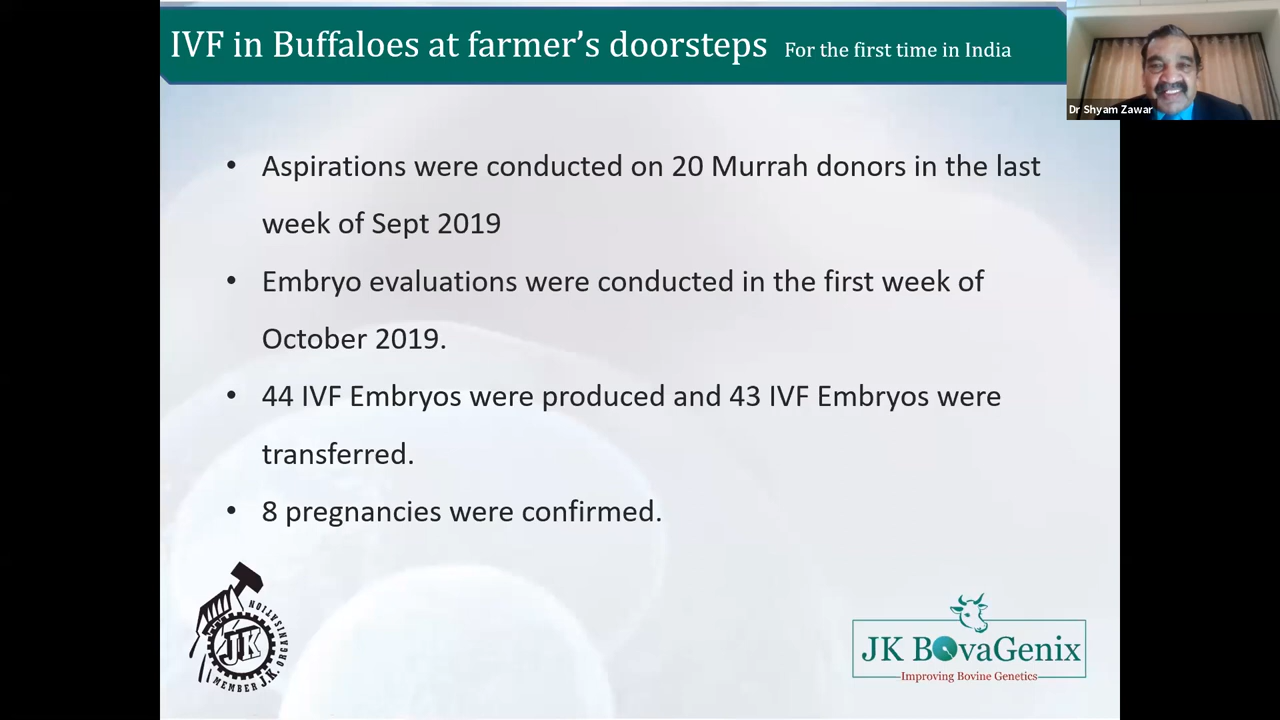 IVF in Buffaloes at farmer’s doorsteps For the first time in India
Dr Shyam Zawar
• Aspirations were conducted on 20 Murrah donors in the last
week of Sept 2019
• Embryo evaluations were conducted in the first week of
October 2019.
• 44 IVF Embryos were produced and 43 IVF Embryos were
transferred.
• 8 pregnancies were confirmed.
JK
MEMBER J.K. ORGANISATION
JK BovaGenix
Improving Bovine Genetics